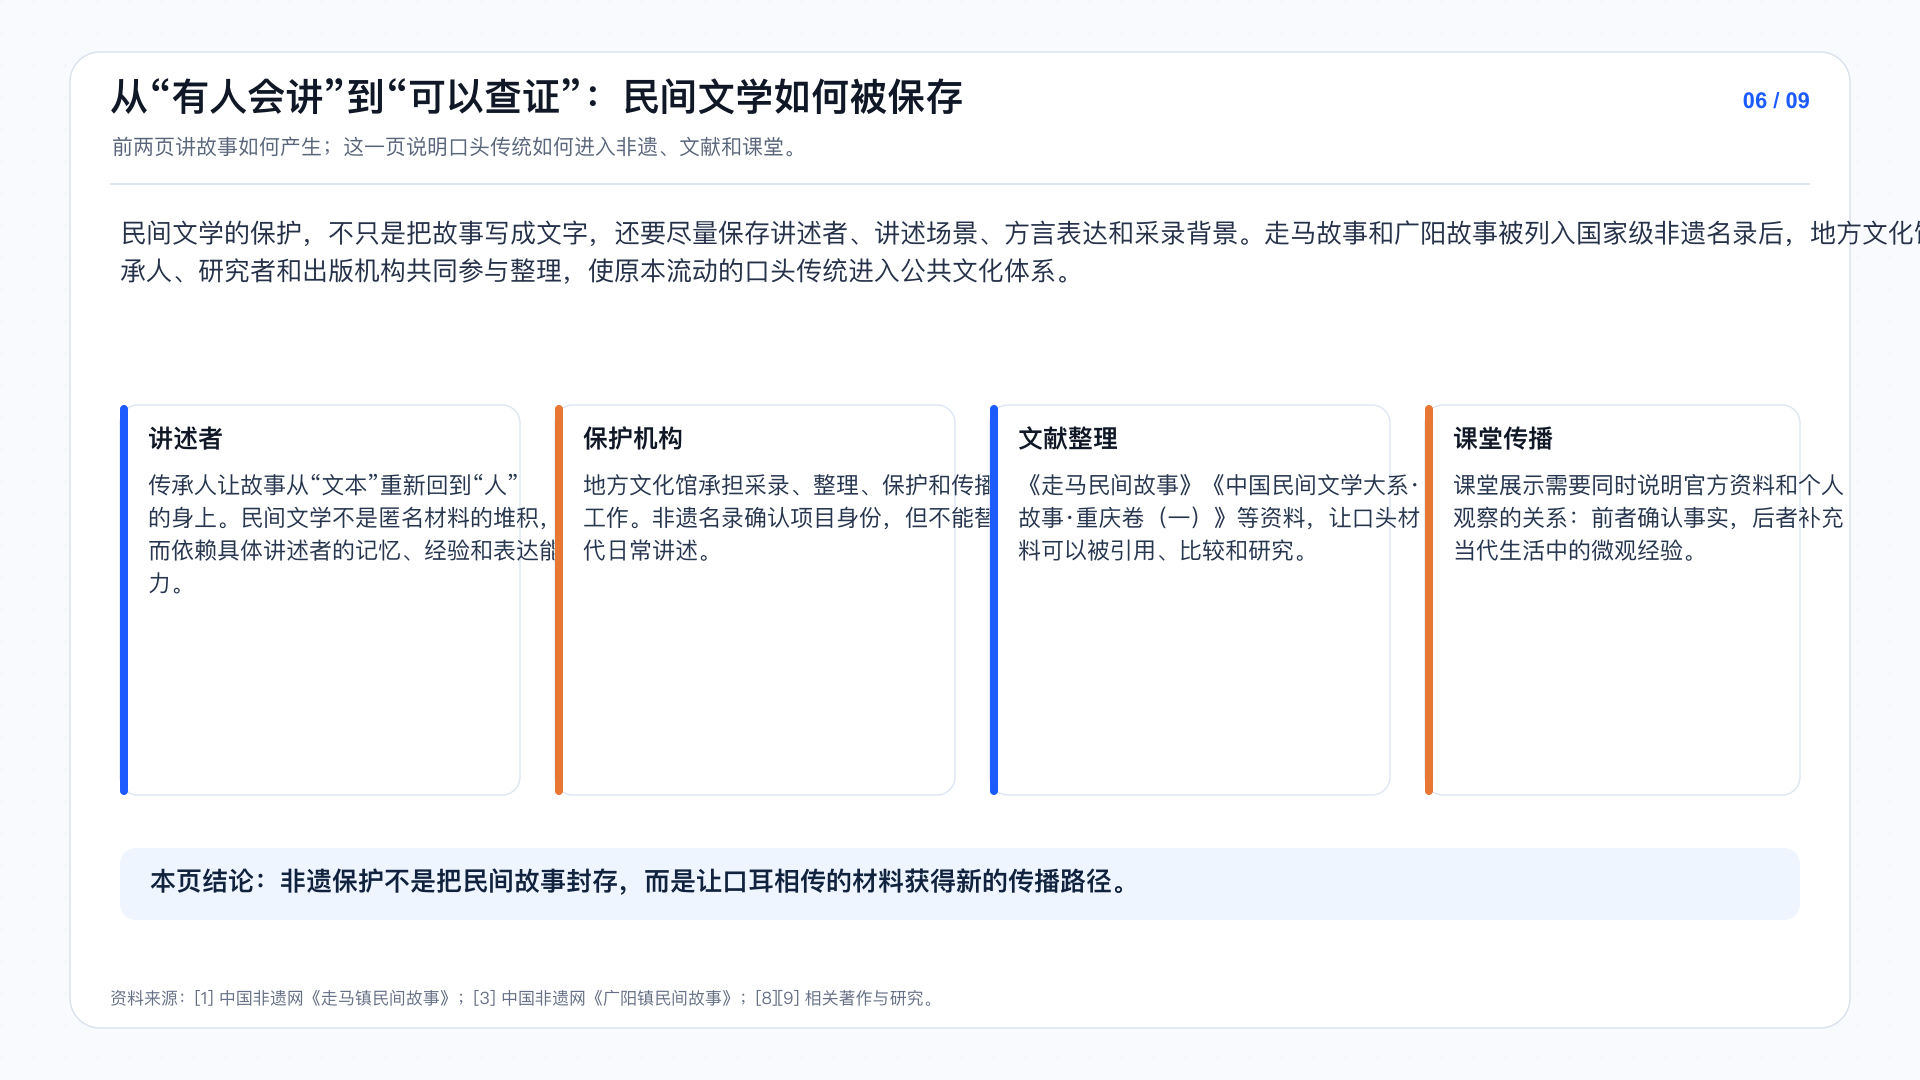 从“有人会讲”到“可以查证”：民间文学如何被保存
06 / 09
前两页讲故事如何产生；这一页说明口头传统如何进入非遗、文献和课堂。
民间文学的保护，不只是把故事写成文字，还要尽量保存讲述者、讲述场景、方言表达和采录背景。走马故事和广阳故事被列入国家级非遗名录后，地方文化
承人、研究者和出版机构共同参与整理，使原本流动的口头传统进入公共文化体系。
讲述者
传承人让故事从“文本”重新回到“人”
的身上。民间文学不是匿名材料的堆积，
而依赖具体讲述者的记忆、经验和表达能
力。
保护机构
地方文化馆承担采录、整理、保护和传播
工作。非遗名录确认项目身份，但不能替
代日常讲述。
文献整理
《走马民间故事》《中国民间文学大系·
故事·重庆卷（一）》等资料，让口头材
料可以被引用、比较和研究。
课堂传播
课堂展示需要同时说明官方资料和个人
观察的关系：前者确认事实，后者补充
当代生活中的微观经验。
本页结论：非遗保护不是把民间故事封存，而是让口耳相传的材料获得新的传播路径。
资料来源：[1] 中国非遗网《走马镇民间故事》；[3] 中国非遗网《广阳镇民间故事》；[8][9] 相关著作与研究。